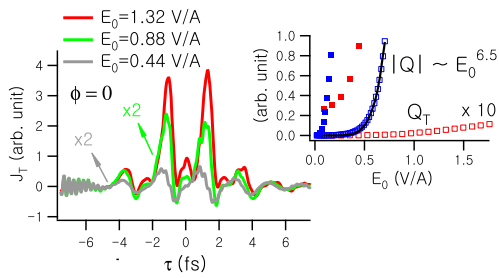 E₀=1.32 V/A
E₀=0.88 V/A
E₀=0.44 V/A
ϕ=0
x2
x2
J_T (arb. unit)
4
3
2
1
0
−1
-6
-4
-2
0
2
4
6
τ (fs)
(arb. unit)
1.0
0.8
0.6
0.4
0.2
0.0
|Q| ~ E₀^6.5
Q_T
x 10
0.0
0.5
1.0
1.5
E₀ (V/A)